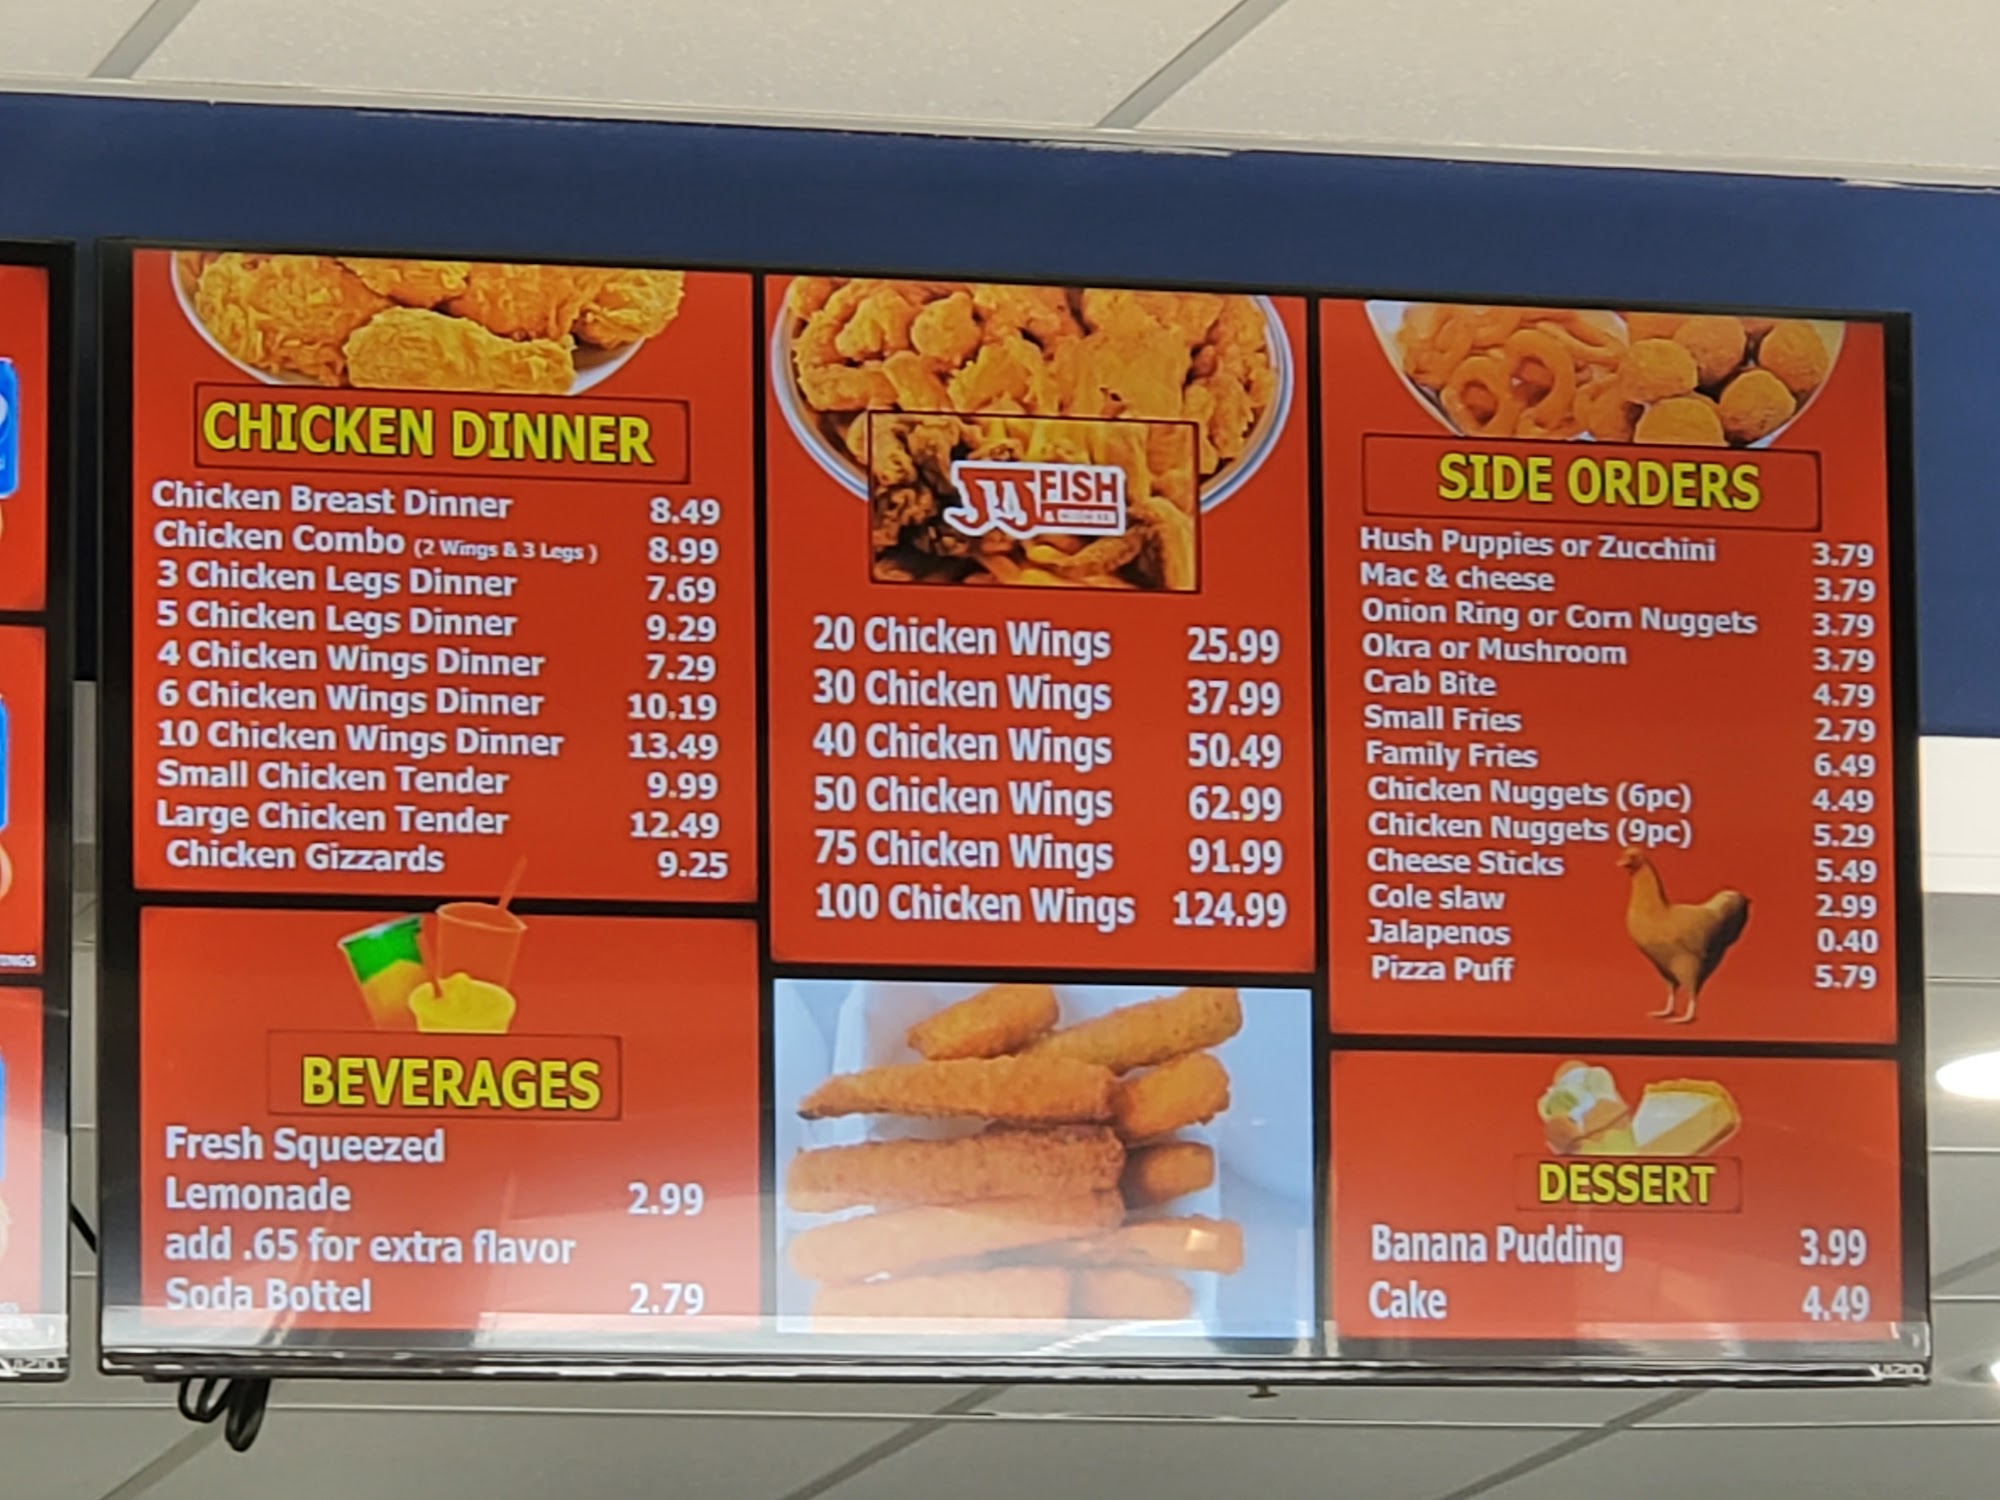 CHICKEN DINNER
Chicken Breast Dinner 8.49
Chicken Combo (2 Wings & 3 Legs ) 8.99
3 Chicken Legs Dinner 7.69
5 Chicken Legs Dinner 9.29
4 Chicken Wings Dinner 7.29
6 Chicken Wings Dinner 10.19
10 Chicken Wings Dinner 13.49
Small Chicken Tender 9.99
Large Chicken Tender 12.49
Chicken Gizzards 9.25
BEVERAGES
Fresh Squeezed
Lemonade 2.99
add .65 for extra flavor
Soda Bottel 2.79
JJ FISH
&
20 Chicken Wings 25.99
30 Chicken Wings 37.99
40 Chicken Wings 50.49
50 Chicken Wings 62.99
75 Chicken Wings 91.99
100 Chicken Wings 124.99
SIDE ORDERS
Hush Puppies or Zucchini 3.79
Mac & cheese 3.79
Onion Ring or Corn Nuggets 3.79
Okra or Mushroom 3.79
Crab Bite 4.79
Small Fries 2.79
Family Fries 6.49
Chicken Nuggets (6pc) 4.49
Chicken Nuggets (9pc) 5.29
Cheese Sticks 5.49
Cole slaw 2.99
Jalapenos 0.40
Pizza Puff 5.79
DESSERT
Banana Pudding 3.99
Cake 4.49
VIZIO
VIZIO